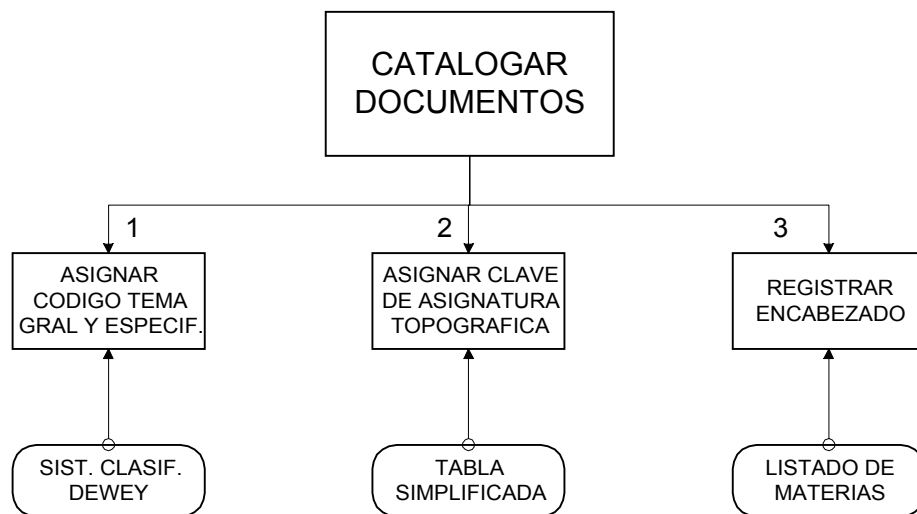 CATALOGAR
DOCUMENTOS
1
2
3
ASIGNAR
CODIGO TEMA
GRAL Y ESPECIF.
ASIGNAR CLAVE
DE ASIGNATURA
TOPOGRAFICA
REGISTRAR
ENCABEZADO
SIST. CLASIF.
DEWEY
TABLA
SIMPLIFICADA
LISTADO DE
MATERIAS